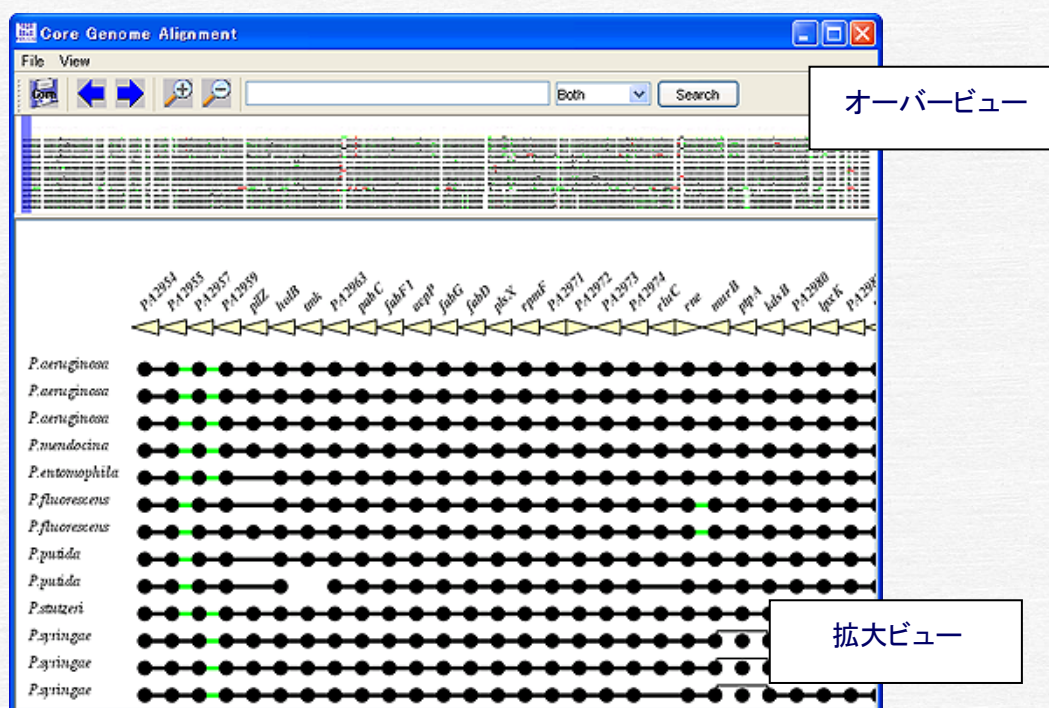 Core Genome Alignment
File View
Core
Both Search
オーバービュー
PA2954 PA2955 PA2957 PA2959 pilZ holB tmk PA2963 pabC fabF1 acpP fabG fabD plsX rpmF PA2971 PA2972 PA2973 PA2974 rluC rne murB ptpA kdsB PA2980 lpxK
P.aeruginosa
P.aeruginosa
P.aeruginosa
P.mendocina
P.entomophila
P.fluorescens
P.fluorescens
P.putida
P.putida
P.stutzeri
P.syringae
拡大ビュー
P.syringae
P.syringae